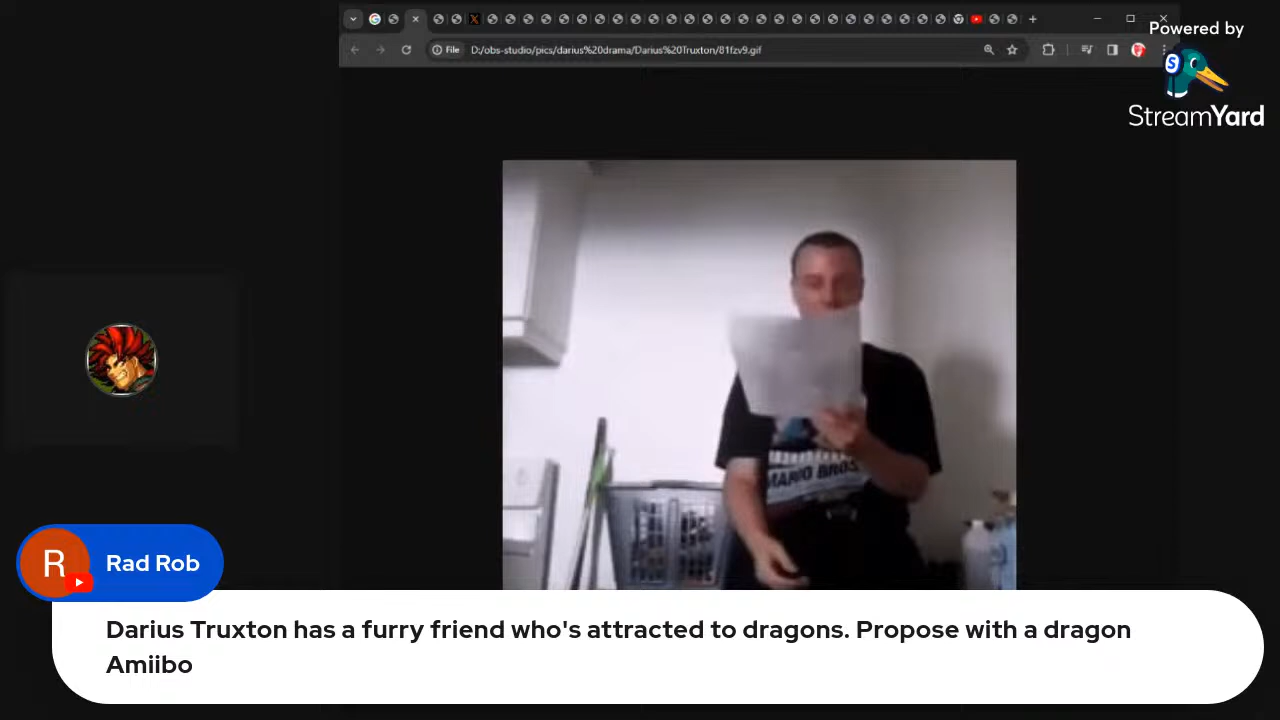 File D:/obs-studio/pics/darius%20drama/Darius%20Truxton/81fzv9.gif
Powered by
S
StreamYard
MARIO BROS
R
Rad Rob
Darius Truxton has a furry friend who's attracted to dragons. Propose with a dragon
Amiibo